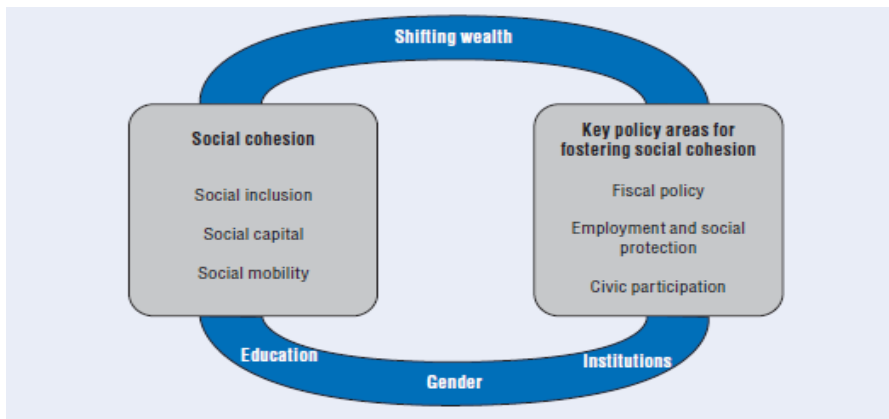 Shifting wealth
Social cohesion
Social inclusion
Social capital
Social mobility
Key policy areas for
fostering social cohesion
Fiscal policy
Employment and social
protection
Civic participation
Education
Gender
Institutions